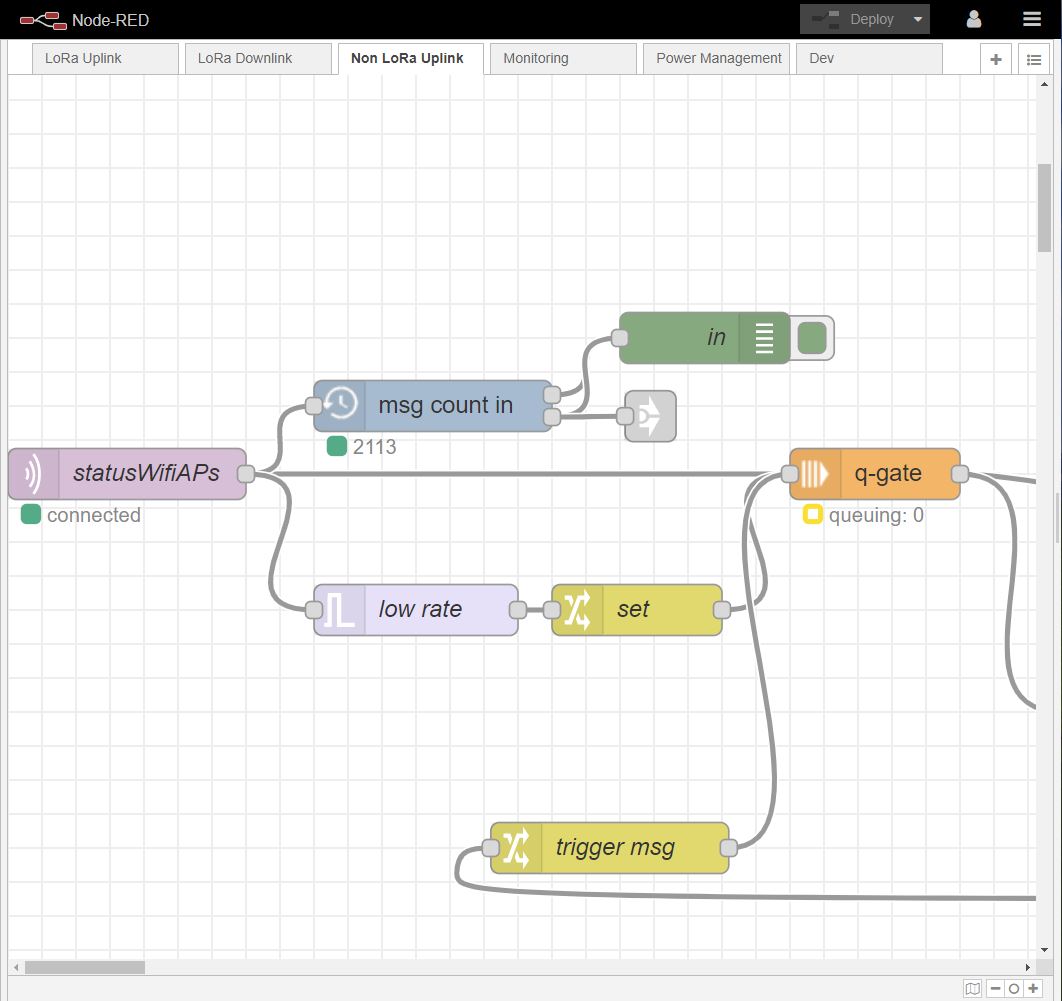 Node-RED
Deploy
LoRa Uplink
LoRa Downlink
Non LoRa Uplink
Monitoring
Power Management
Dev
in
msg count in
2113
statusWifiAPs
q-gate
connected
queuing: 0
low rate
set
trigger msg